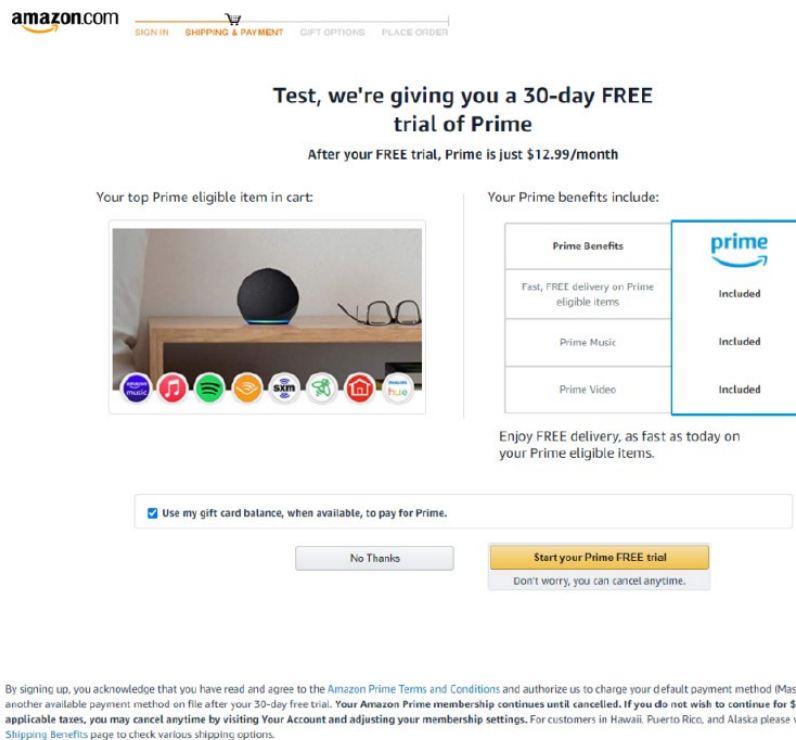 amazon.com
SIGN IN SHIPPING & PAYMENT GIFT OPTIONS PLACE ORDER
Test, we're giving you a 30-day FREE
trial of Prime
After your FREE trial, Prime is just $12.99/month
Your top Prime eligible item in cart:
amazon
music
sxm
PHILIPS
hue
Your Prime benefits include:
Prime Benefits prime
Fast, FREE delivery on Prime
eligible items Included
Prime Music Included
Prime Video Included
Enjoy FREE delivery, as fast as today on
your Prime eligible items.
Use my gift card balance, when available, to pay for Prime.
No Thanks Start your Prime FREE trial
Don't worry, you can cancel anytime.
By signing up, you acknowledge that you have read and agree to the Amazon Prime Terms and Conditions and authorize us to charge your default payment method (Mas
another available payment method on file after your 30-day free trial. Your Amazon Prime membership continues until cancelled. If you do not wish to continue for $
applicable taxes, you may cancel anytime by visiting Your Account and adjusting your membership settings. For customers in Hawaii, Puerto Rico, and Alaska please v
Shipping Benefits page to check various shipping options.